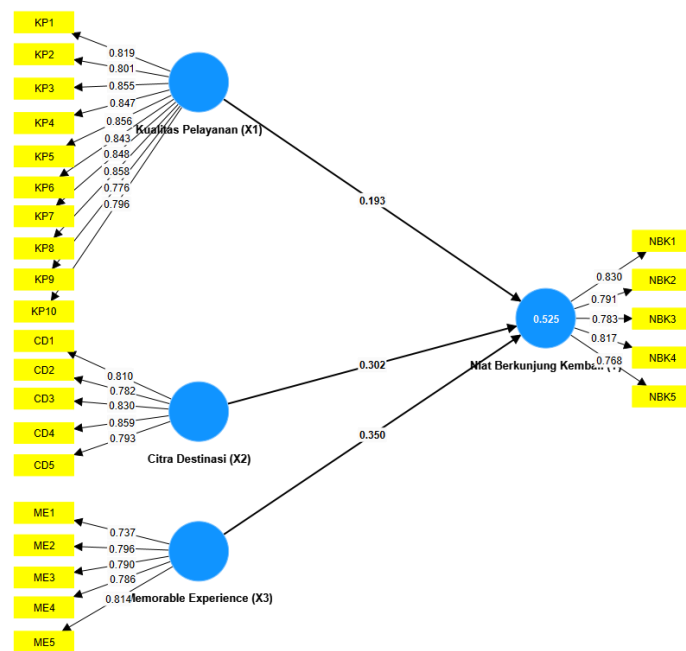 KP1
KP2
KP3
KP4
KP5
KP6
KP7
KP8
KP9
KP10
0.819
0.801
0.855
0.847
0.856
0.843
0.848
0.858
0.776
0.796
Kualitas Pelayanan (X1)
0.193
CD1
CD2
CD3
CD4
CD5
0.810
0.782
0.830
0.859
0.793
Citra Destinasi (X2)
0.302
ME1
ME2
ME3
ME4
ME5
0.737
0.796
0.790
0.786
0.814
Memorable Experience (X3)
0.350
0.525
Niat Berkunjung Kembali (Y)
0.830
0.791
0.783
0.817
0.768
NBK1
NBK2
NBK3
NBK4
NBK5